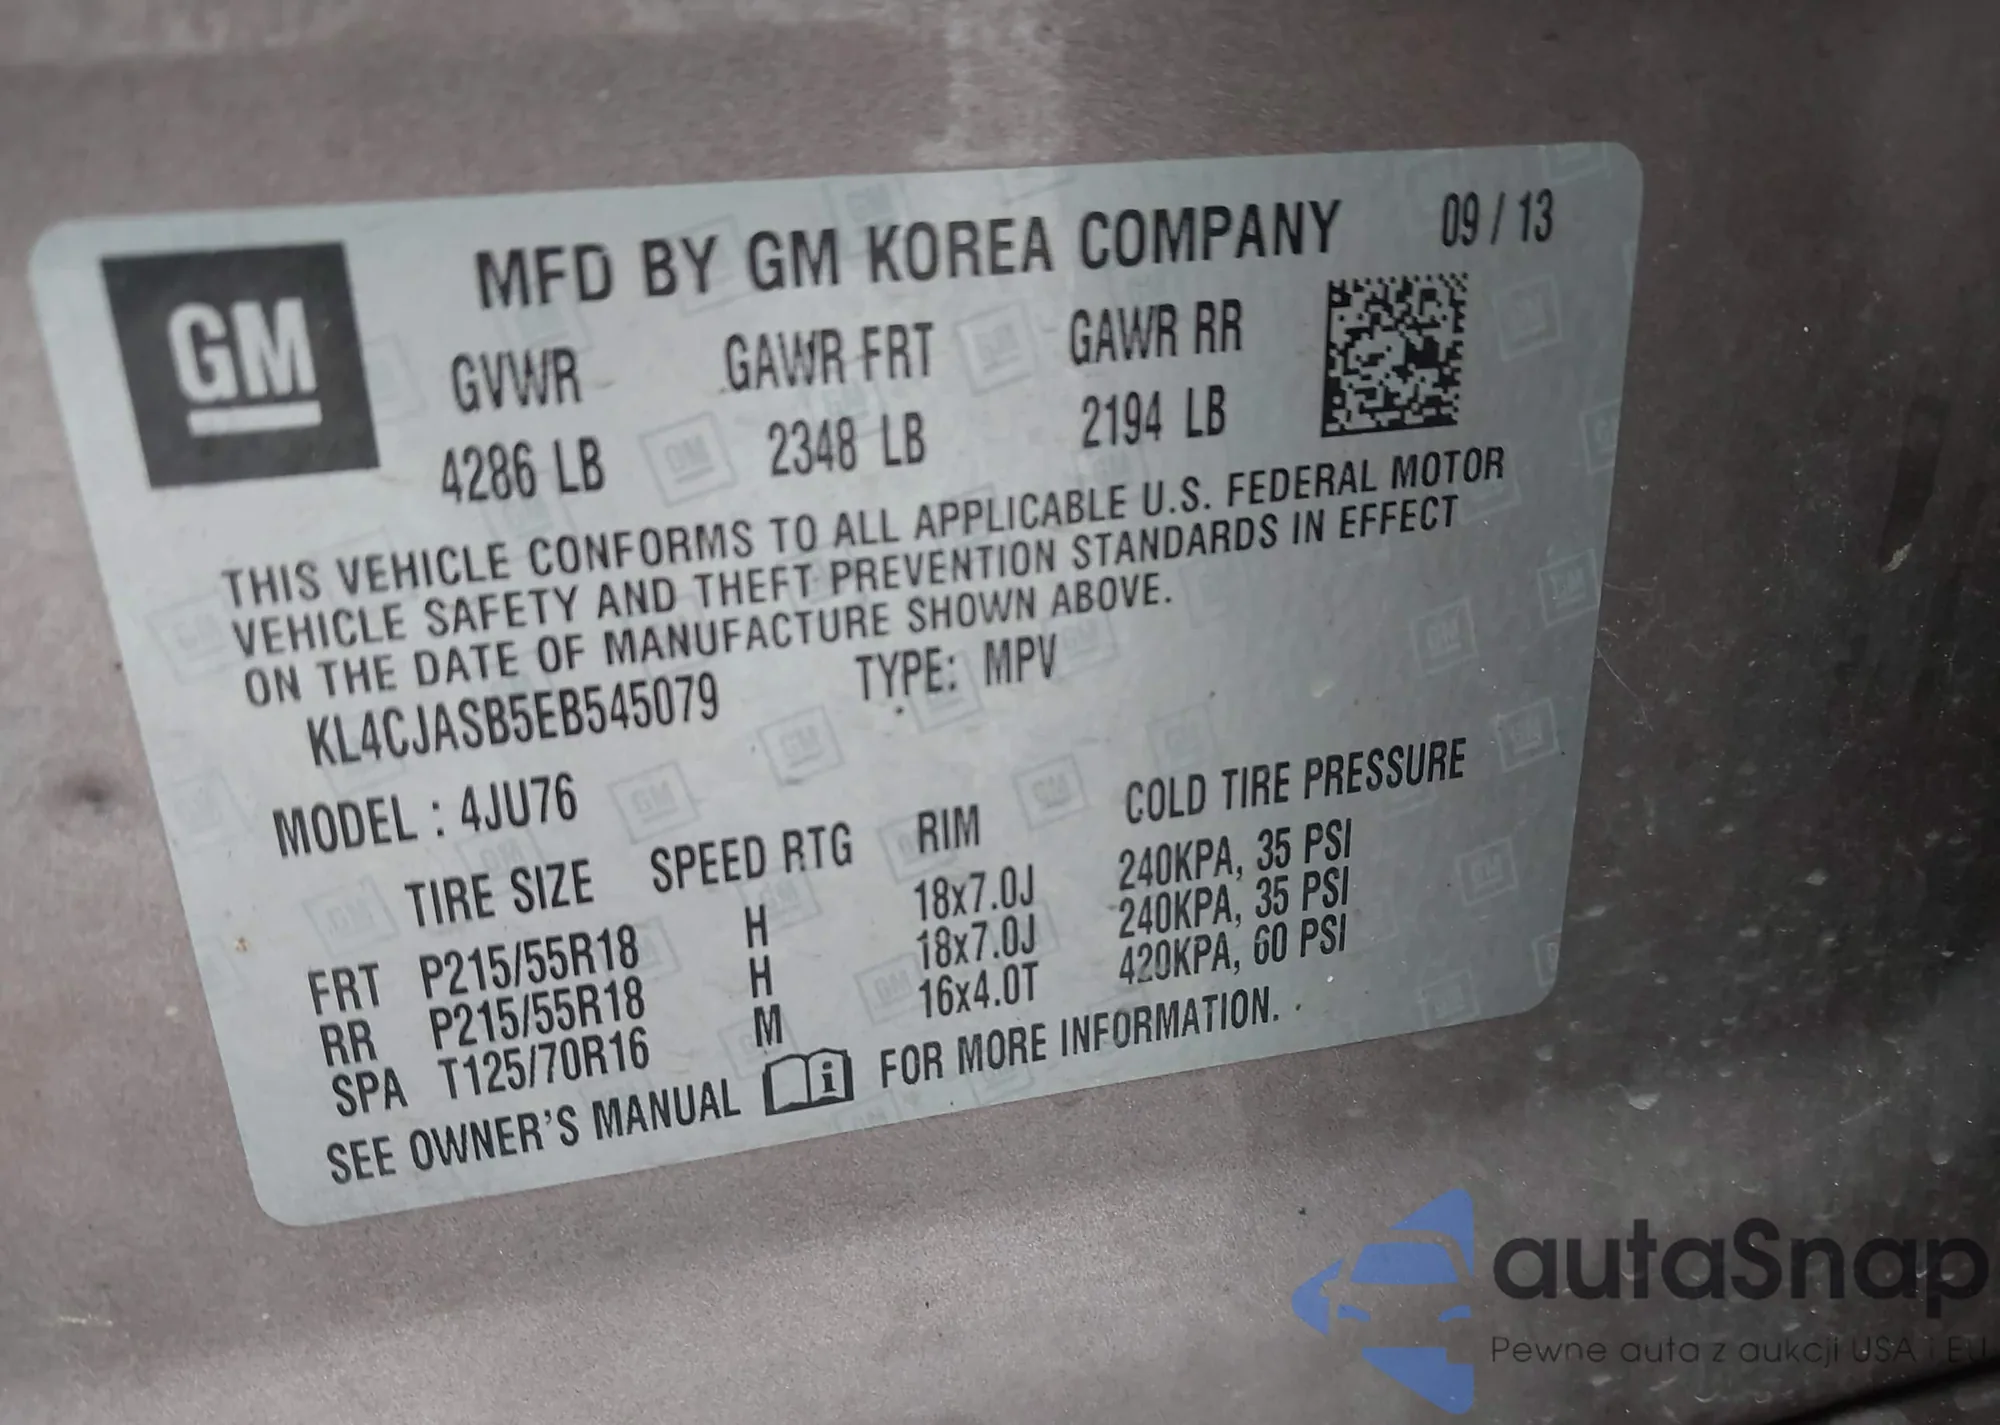 GM
MFD BY GM KOREA COMPANY 09 / 13
GVWR GAWR FRT GAWR RR
4286 LB 2348 LB 2194 LB
THIS VEHICLE CONFORMS TO ALL APPLICABLE U.S. FEDERAL MOTOR
VEHICLE SAFETY AND THEFT PREVENTION STANDARDS IN EFFECT
ON THE DATE OF MANUFACTURE SHOWN ABOVE.
KL4CJASB5EB545079 TYPE: MPV
MODEL : 4JU76
TIRE SIZE SPEED RTG RIM COLD TIRE PRESSURE
FRT P215/55R18 H 18x7.0J 240KPA, 35 PSI
RR P215/55R18 H 18x7.0J 240KPA, 35 PSI
SPA T125/70R16 M 16x4.0T 420KPA, 60 PSI
SEE OWNER'S MANUAL i FOR MORE INFORMATION.
autaSnap
Pewne auta z aukcji USA i EU